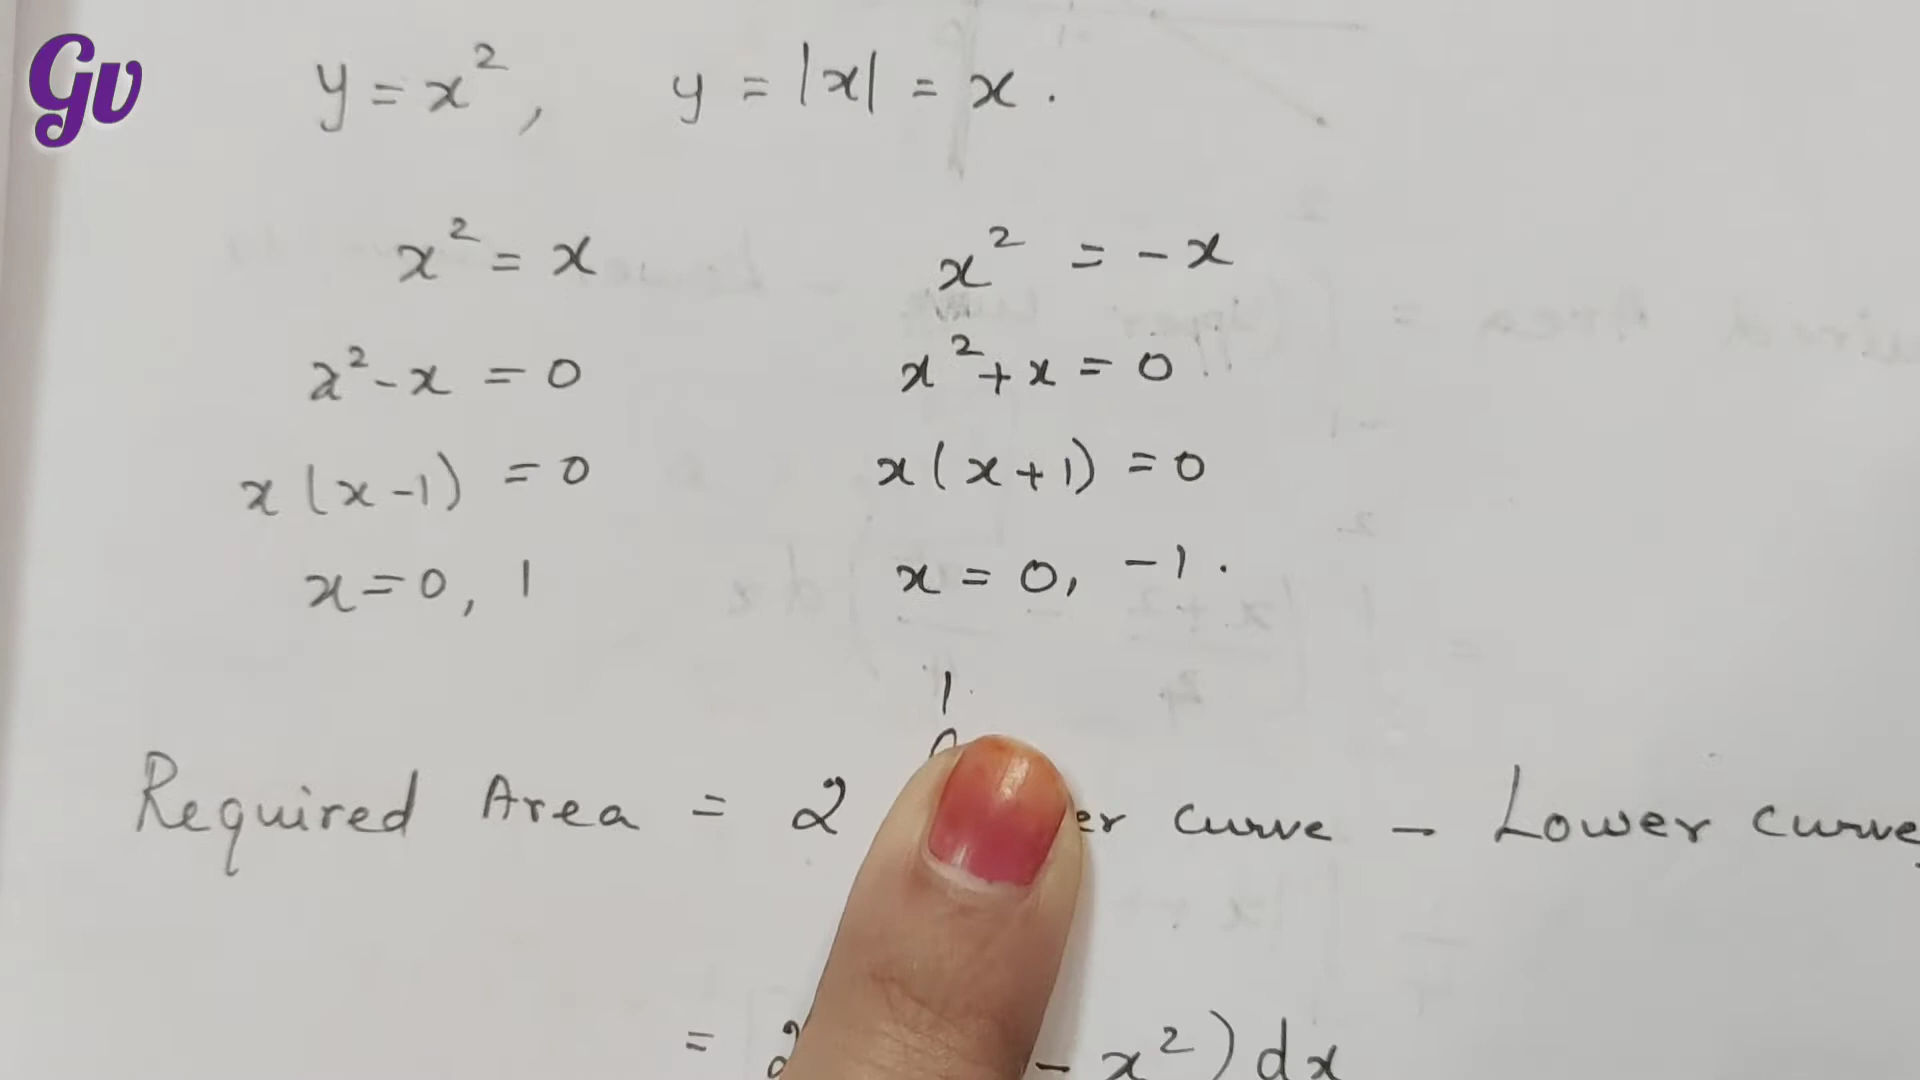 Gv
y = x², y = |x| = x.
x² = x x² = -x
x² - x = 0 x² + x = 0
x(x-1) = 0 x(x+1) = 0
x = 0, 1 x = 0, -1.
1
Required Area = 2 er curve - Lower curve
= 2 - x²) dx